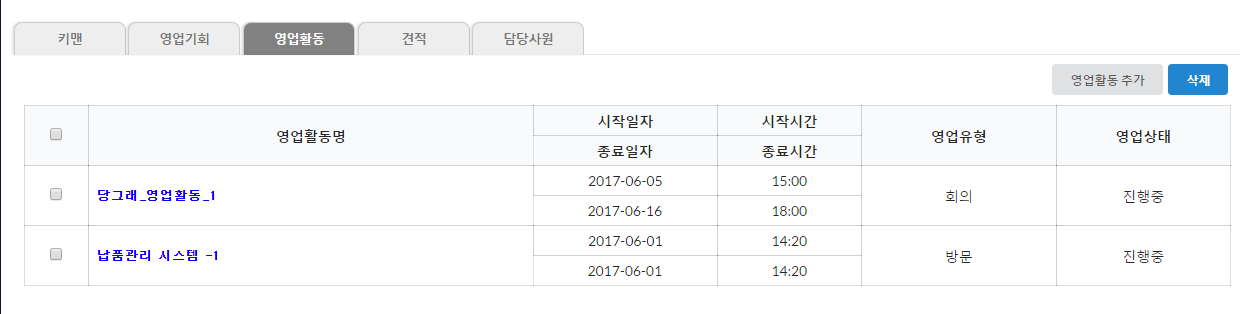 키맨 영업기회 영업활동 견적 담당사원
영업활동 추가 삭제
영업활동명 시작일자 시작시간 영업유형 영업상태
종료일자 종료시간
당그래_영업활동_1 2017-06-05 15:00 회의 진행중
2017-06-16 18:00
납품관리 시스템 -1 2017-06-01 14:20 방문 진행중
2017-06-01 14:20